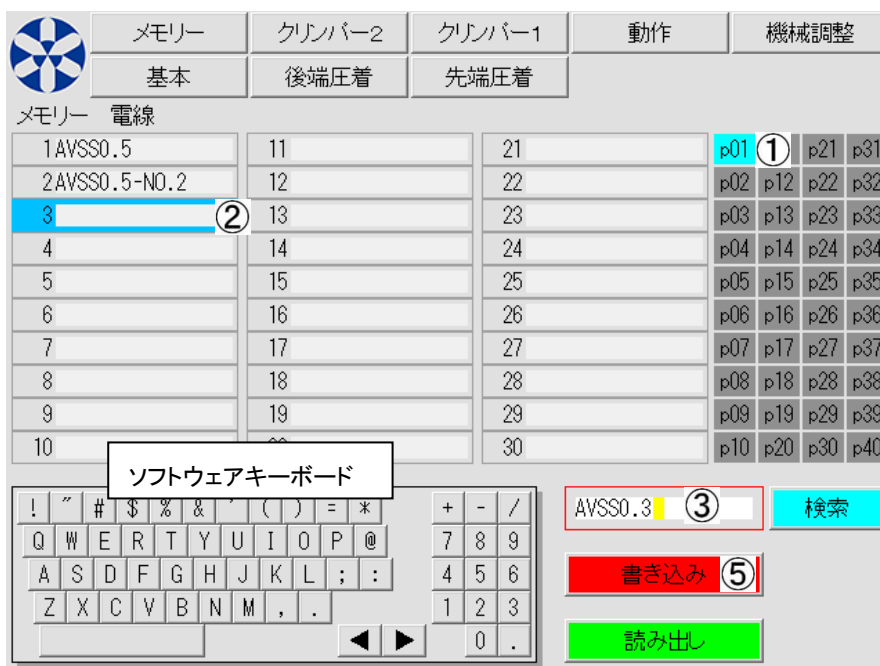 メモリー クリンパー2 クリンパー1 動作 機械調整
基本 後端圧着 先端圧着
メモリー 電線
1 AVSS0.5 11 21 p01 ① p21 p31
2 AVSS0.5-NO.2 12 22 p02 p12 p22 p32
3 ② 13 23 p03 p13 p23 p33
4 14 24 p04 p14 p24 p34
5 15 25 p05 p15 p25 p35
6 16 26 p06 p16 p26 p36
7 17 27 p07 p17 p27 p37
8 18 28 p08 p18 p28 p38
9 19 29 p09 p19 p29 p39
10 30 p10 p20 p30 p40
ソフトウェアキーボード
! ″ # $ % & ' ( ) = * + - / AVSS0.3 ③ 検索
Q W E R T Y U I O P @ 7 8 9
A S D F G H J K L ; : 4 5 6 書き込み ⑤
Z X C V B N M , . 1 2 3
◀ ▶ 0 . 読み出し